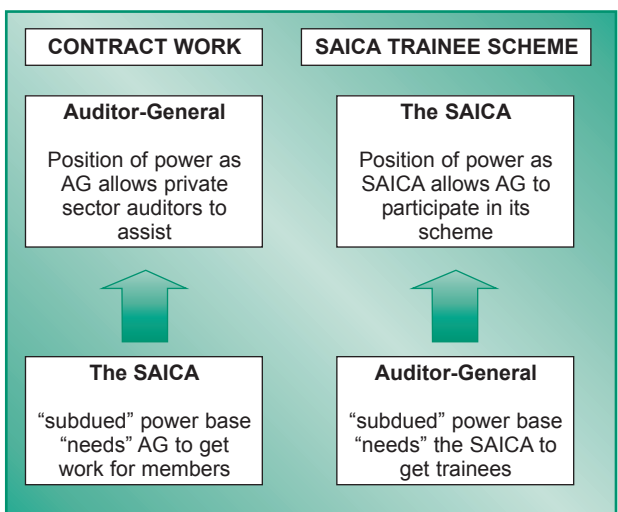 CONTRACT WORK
Auditor-General
Position of power as
AG allows private
sector auditors to
assist
The SAICA
“subdued” power base
“needs” AG to get
work for members
SAICA TRAINEE SCHEME
The SAICA
Position of power as
SAICA allows AG to
participate in its
scheme
Auditor-General
“subdued” power base
“needs” the SAICA to
get trainees